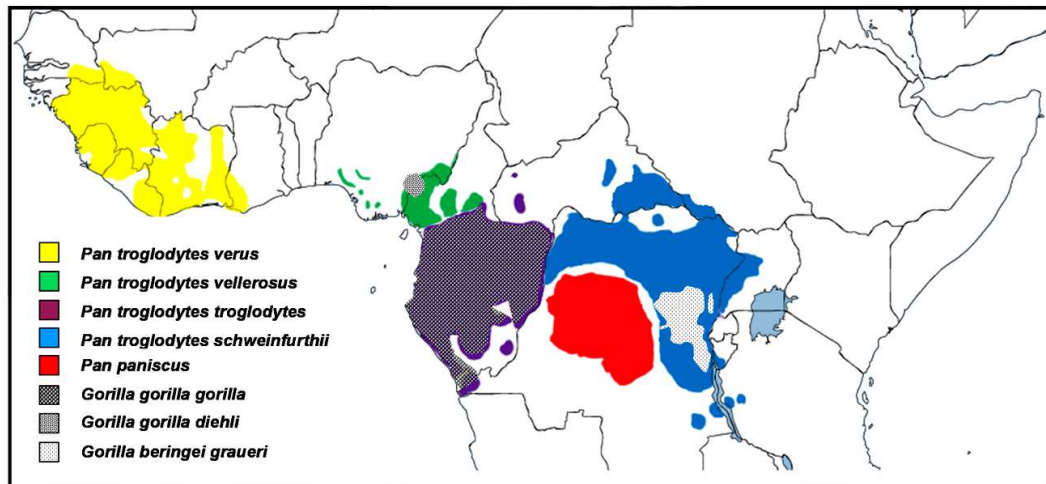 Pan troglodytes verus
Pan troglodytes vellerosus
Pan troglodytes troglodytes
Pan troglodytes schweinfurthii
Pan paniscus
Gorilla gorilla gorilla
Gorilla gorilla diehli
Gorilla beringei graueri